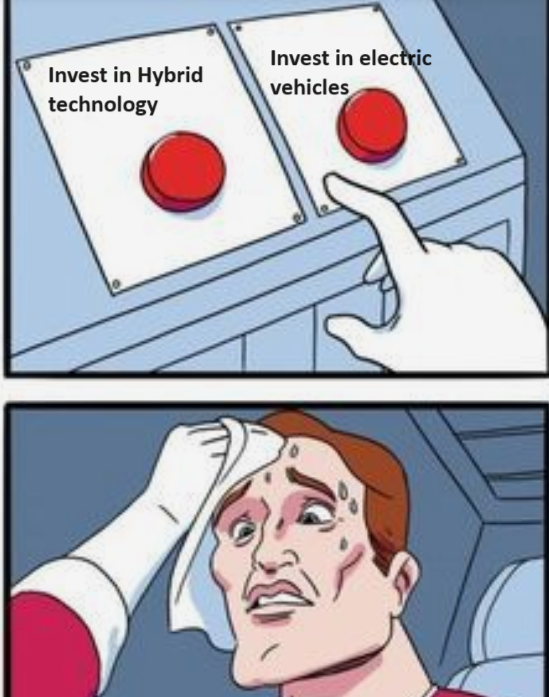 Invest in Hybrid
technology
Invest in electric
vehicles